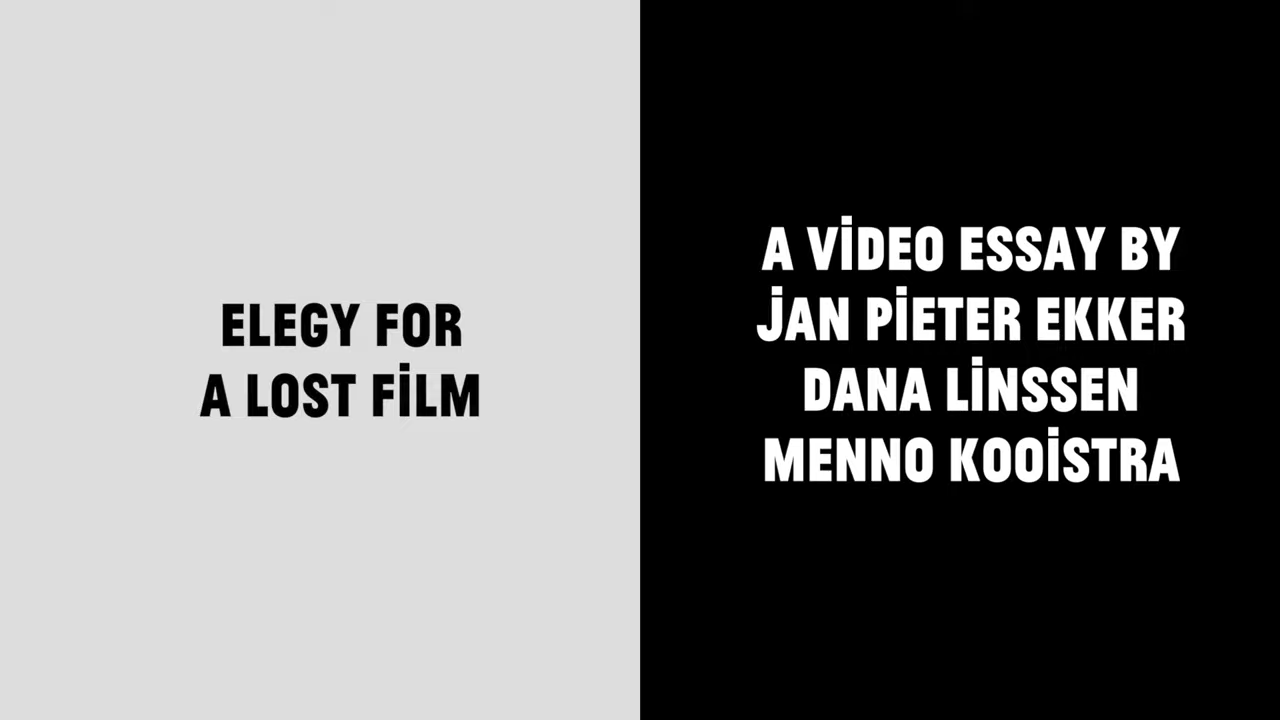 ELEGY FOR
A LOST FİLM
A VİDEO ESSAY BY
JAN PİETER EKKER
DANA LİNSSEN
MENNO KOOİSTRA